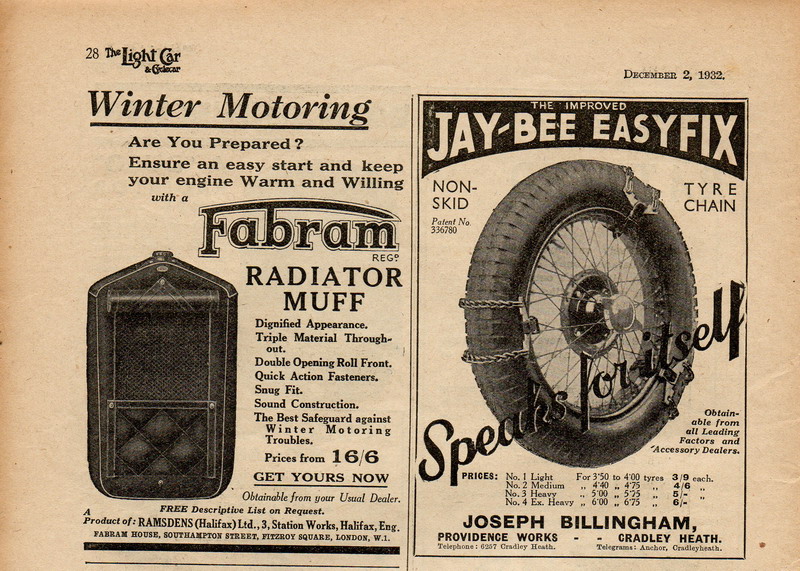 28 The Light Car
& Cyclecar
DECEMBER 2, 1932.
Winter Motoring
Are You Prepared?
Ensure an easy start and keep
your engine Warm and Willing
with a
Fabram
REGD
RADIATOR
MUFF
Dignified Appearance.
Triple Material Through-
out.
Double Opening Roll Front.
Quick Action Fasteners.
Snug Fit.
Sound Construction.
The Best Safeguard against
Winter Motoring
Troubles.
Prices from 16/6
GET YOURS NOW
Obtainable from your Usual Dealer.
FREE Descriptive List on Request.
A
Product of: RAMSDENS (Halifax) Ltd., 3, Station Works, Halifax, Eng.
FABRAM HOUSE, SOUTHAMPTON STREET, FITZROY SQUARE, LONDON, W.1.
THE IMPROVED
JAY-BEE EASYFIX
NON-
SKID
Patent No.
336780
TYRE
CHAIN
Speaks for itself
Obtain-
able from
all Leading
Factors and
Accessory Dealers.
PRICES: No. 1 Light For 3'50 to 4'00 tyres 3/9 each.
No. 2 Medium „ 4'40 „ 4'75 „ 4/6 „
No. 3 Heavy „ 5'00 „ 5'25 „ 5/- „
No. 4 Ex. Heavy „ 6'00 „ 6'75 „ 6/- „
JOSEPH BILLINGHAM,
PROVIDENCE WORKS - - CRADLEY HEATH.
Telephone: 6257 Cradley Heath. Telegrams: Anchor, Cradleyheath.